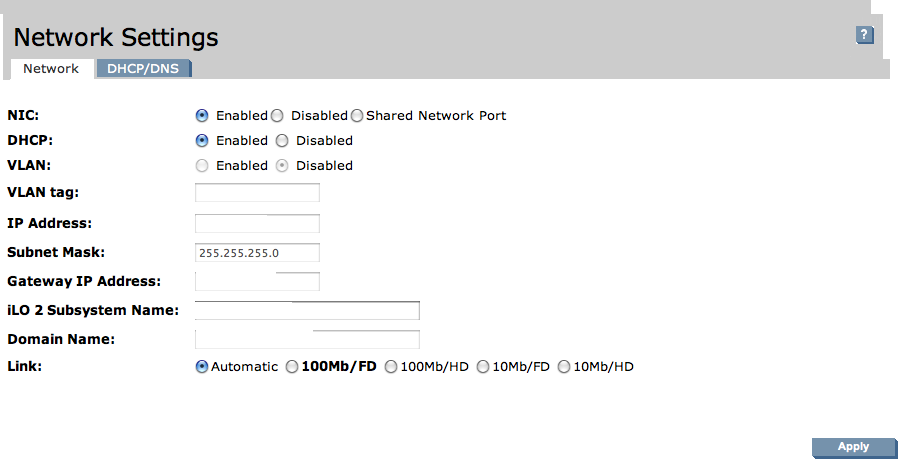 Network Settings
?
Network DHCP/DNS
NIC: Enabled Disabled Shared Network Port
DHCP: Enabled Disabled
VLAN: Enabled Disabled
VLAN tag:
IP Address:
Subnet Mask: 255.255.255.0
Gateway IP Address:
iLO 2 Subsystem Name:
Domain Name:
Link: Automatic 100Mb/FD 100Mb/HD 10Mb/FD 10Mb/HD
Apply